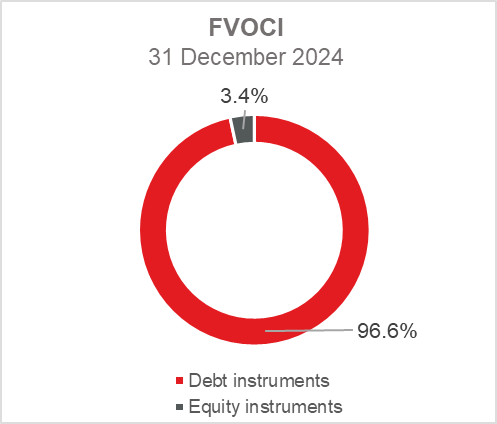 FVOCI
31 December 2024
3.4%
96.6%
Debt instruments
Equity instruments